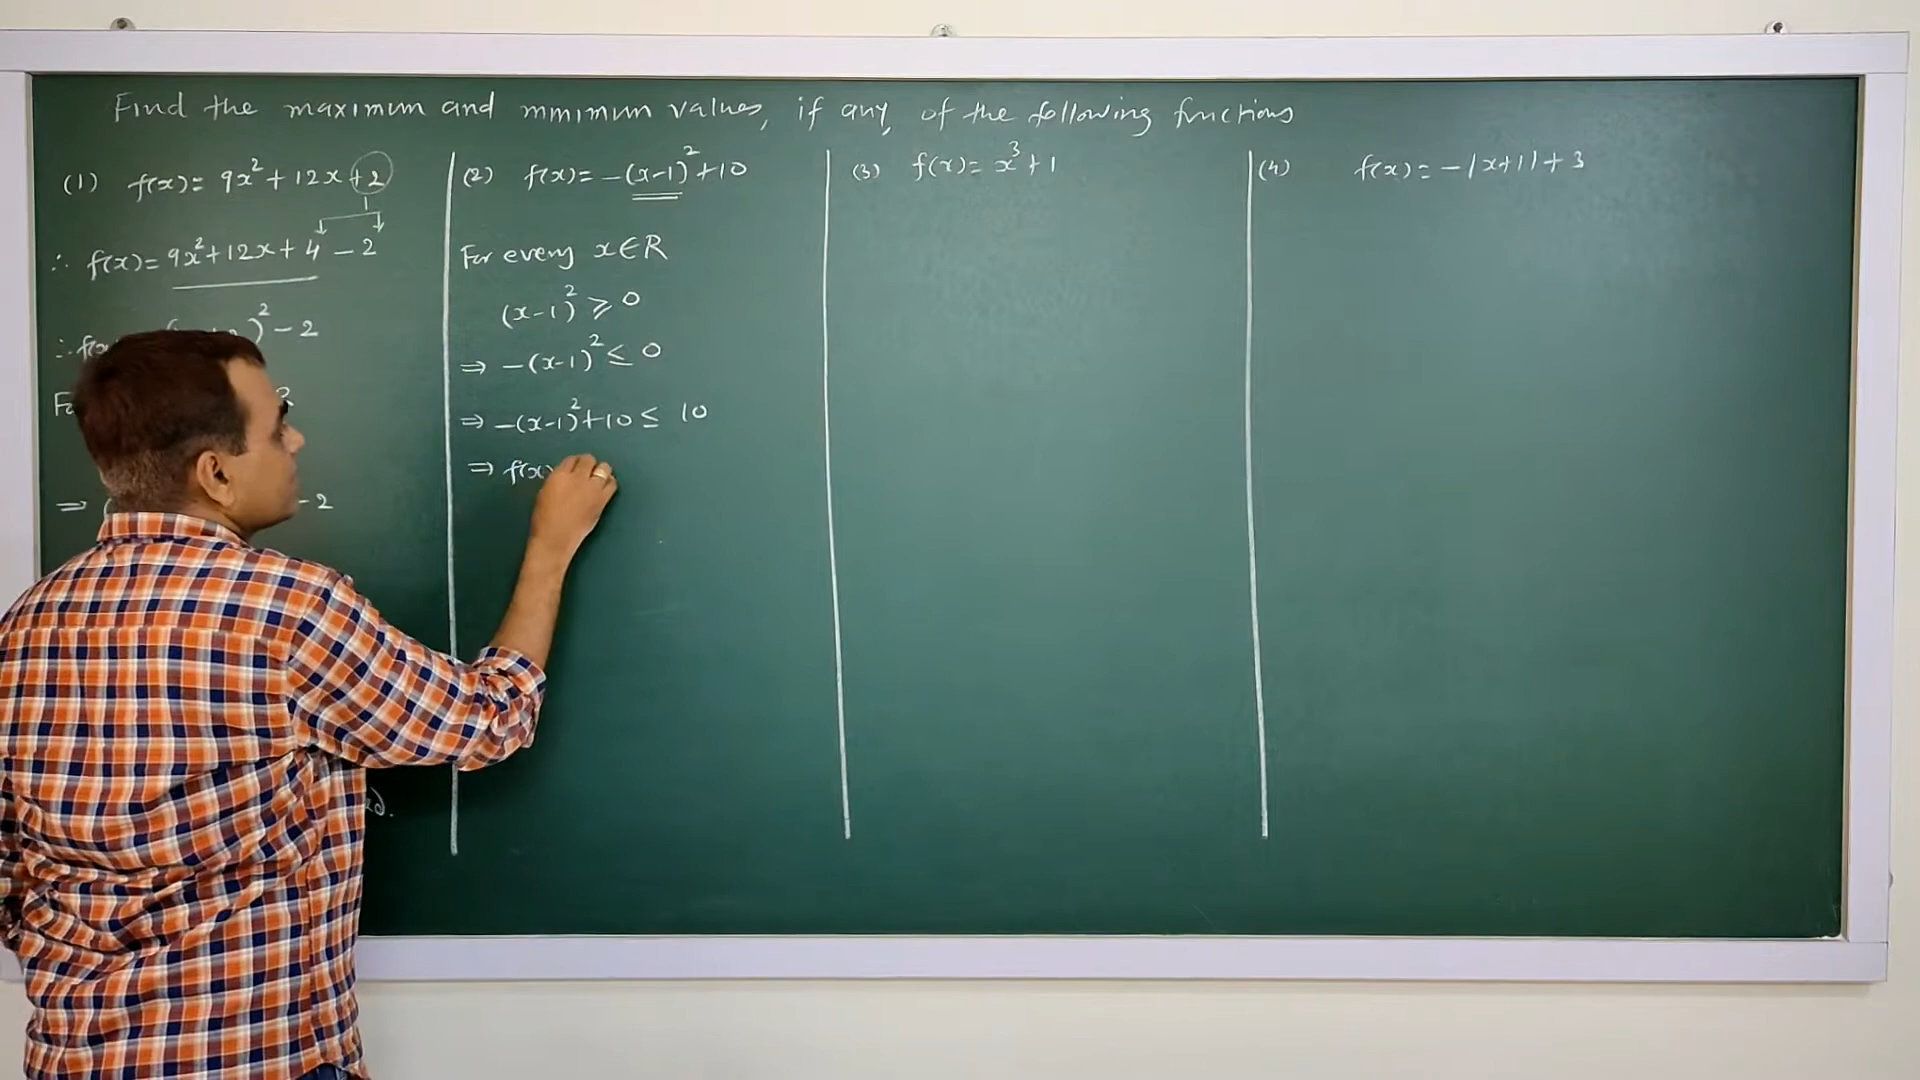 Find the maximum and minimum values, if any, of the following functions
(1) f(x) = 9x²+12x+2
∴ f(x) = 9x²+12x+4 -2
)² - 2
⇒ ( -2
(2) f(x) = -(x-1)²+10
For every x∈R
(x-1)² ⩾ 0
⇒ -(x-1)² ≤ 0
⇒ -(x-1)²+10 ≤ 10
⇒ f(x)
(3) f(x) = x³+1
(4) f(x) = -|x+1|+3